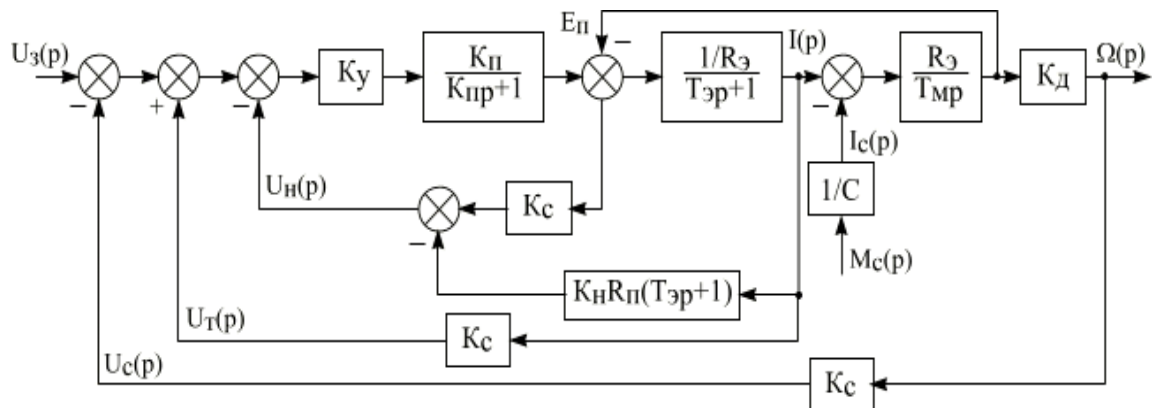 Uз(p)
−
+
−
Kу
Kп
Kпp+1
Eп
−
1/Rэ
Tэp+1
I(p)
−
Rэ
Tмp
Kд
Ω(p)
Iс(p)
1/C
Mс(p)
Uн(p)
−
Kс
KнRп(Tэp+1)
Uт(p)
Kс
Uс(p)
Kс